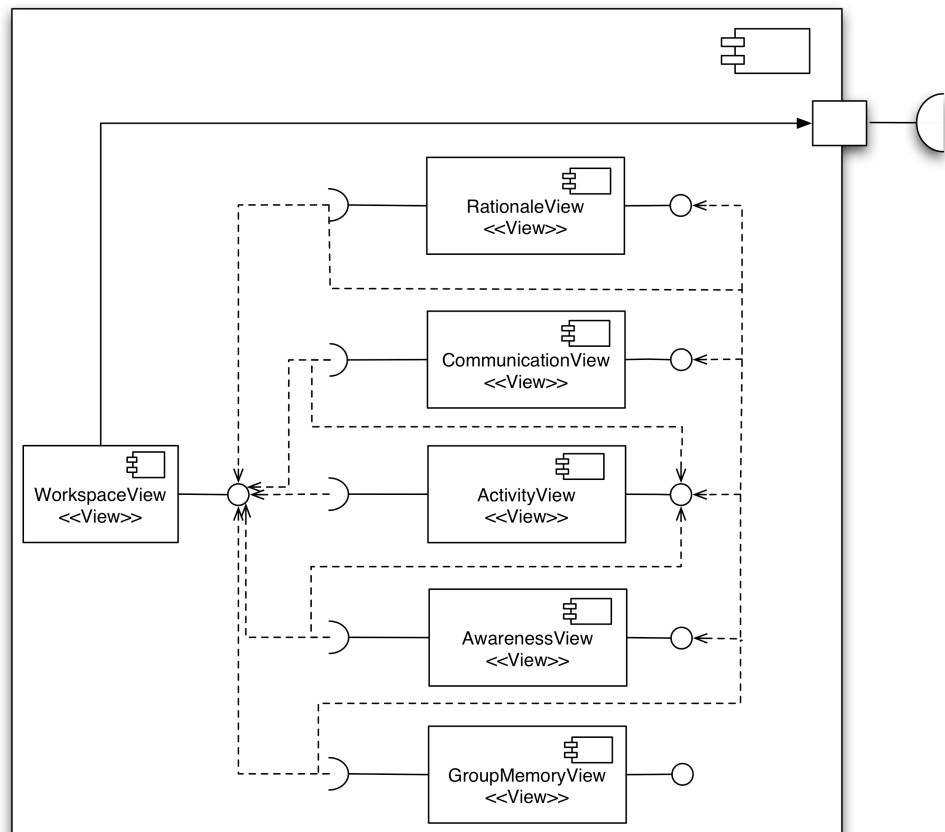 RationaleView
<<View>>
CommunicationView
<<View>>
WorkspaceView
<<View>>
ActivityView
<<View>>
AwarenessView
<<View>>
GroupMemoryView
<<View>>